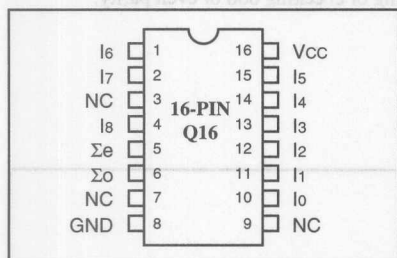 I6 1 16 VCC
I7 2 15 I5
NC 3 14 I4
16-PIN
I8 4 13 I3
Q16
Σe 5 12 I2
Σo 6 11 I1
NC 7 10 I0
GND 8 9 NC